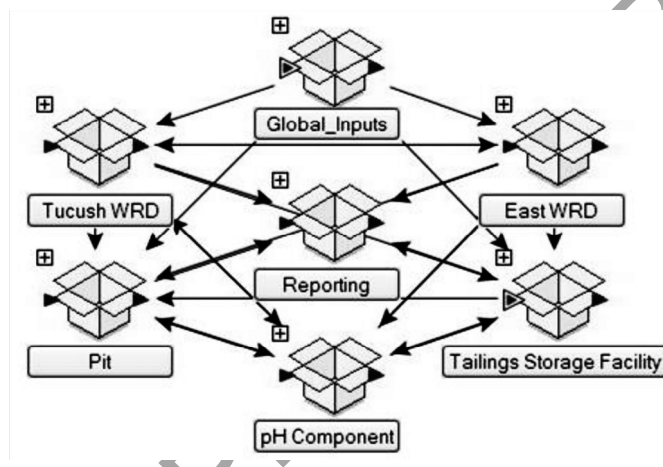 Global_Inputs
Tucush WRD
East WRD
Reporting
Pit
Tailings Storage Facility
pH Component